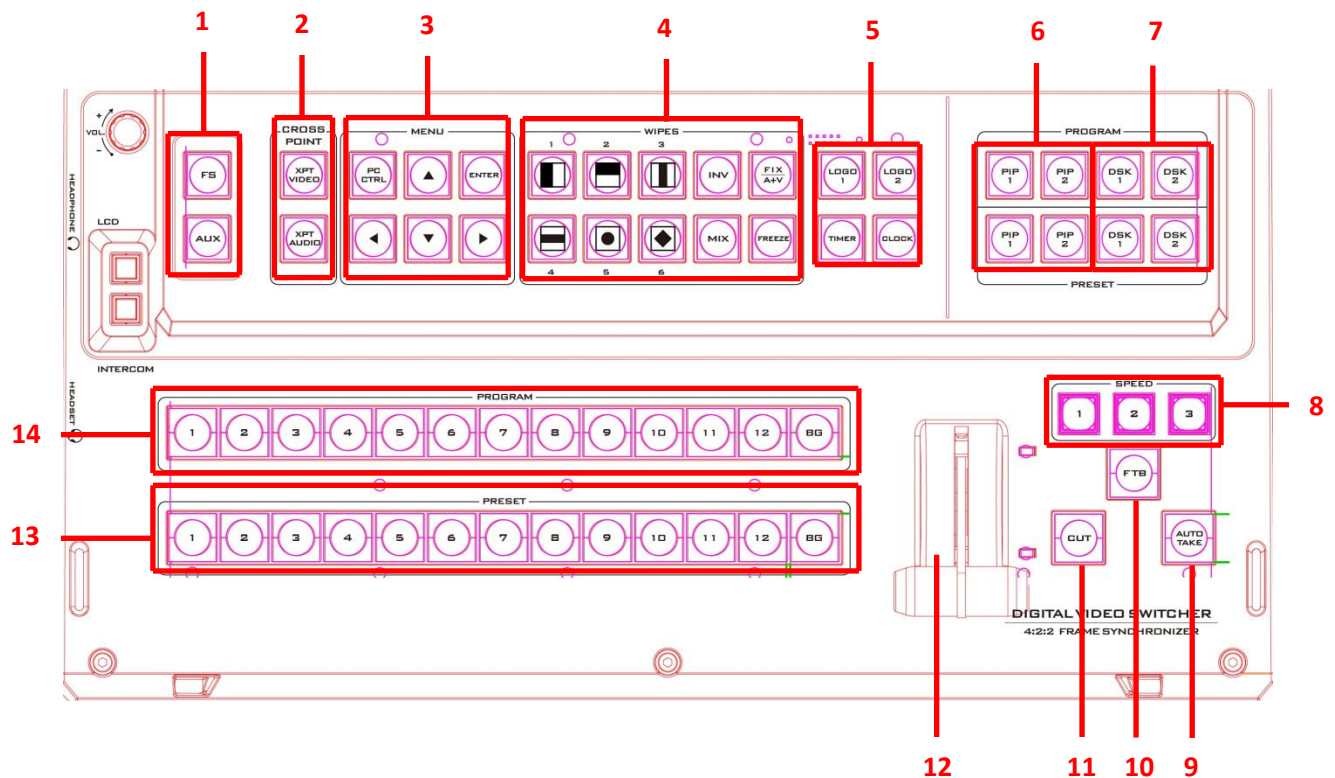 1 2 3 4 5 6 7
CROSS POINT MENU WIPES PROGRAM
+
VOL.
–
1 2 3
FS XPT VIDEO PC CTRL ▲ ENTER INV FIX A+V LOGO 1 LOGO 2 PIP 1 PIP 2 DSK 1 DSK 2
HEADPHONE
LCD
AUX XPT AUDIO ◀ ▼ ▶ MIX FREEZE TIMER CLOCK PIP 1 PIP 2 DSK 1 DSK 2
4 5 6
PRESET
INTERCOM
HEADSET
SPEED
PROGRAM
1 2 3 8
14 1 2 3 4 5 6 7 8 9 10 11 12 BG
FTB
PRESET
13 1 2 3 4 5 6 7 8 9 10 11 12 BG
CUT AUTO TAKE
DIGITAL VIDEO SWITCHER
4:2:2 FRAME SYNCHRONIZER
12 11 10 9